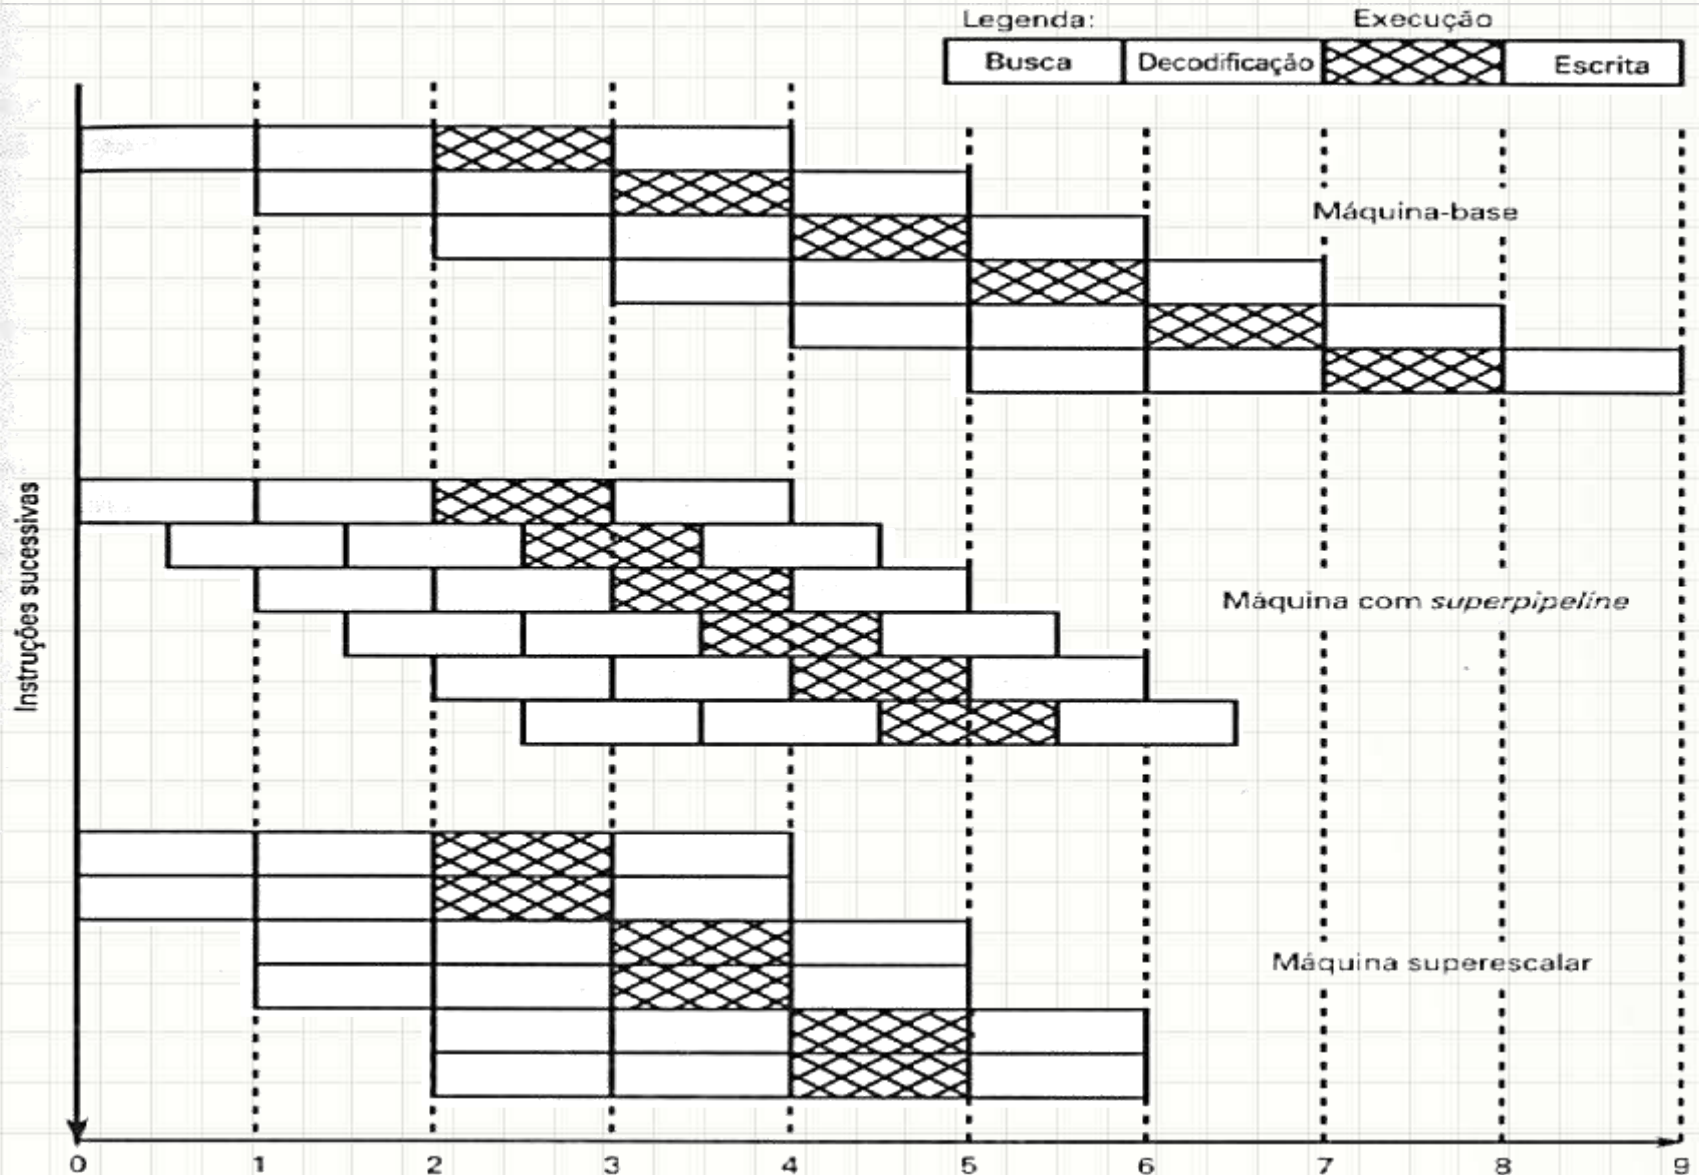 Legenda:
Execução
Busca
Decodificação
Escrita
Máquina-base
Instruções sucessivas
Máquina com superpipeline
Máquina superescalar
0 1 2 3 4 5 6 7 8 9